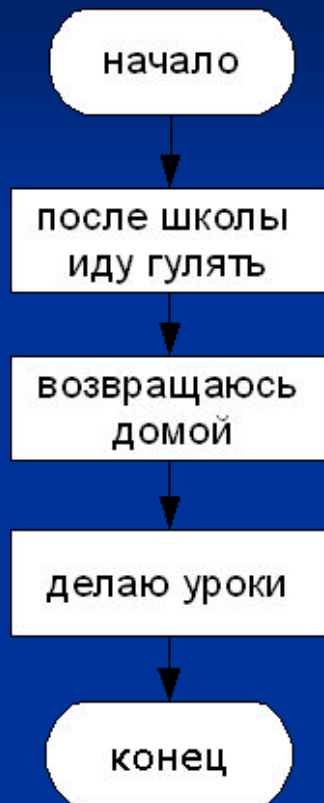 начало
после школы
иду гулять
возвращаюсь
домой
делаю уроки
конец